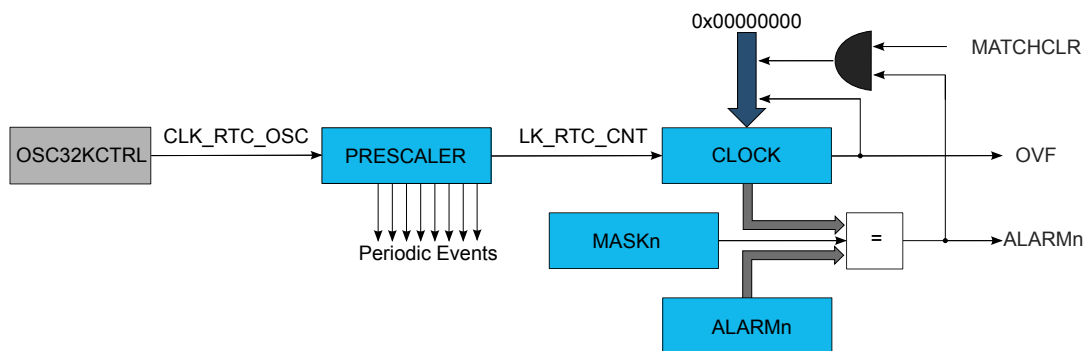 0x00000000
MATCHCLR
OSC32KCTRL
CLK_RTC_OSC
PRESCALER
LK_RTC_CNT
CLOCK
OVF
Periodic Events
MASKn
=
ALARMn
ALARMn